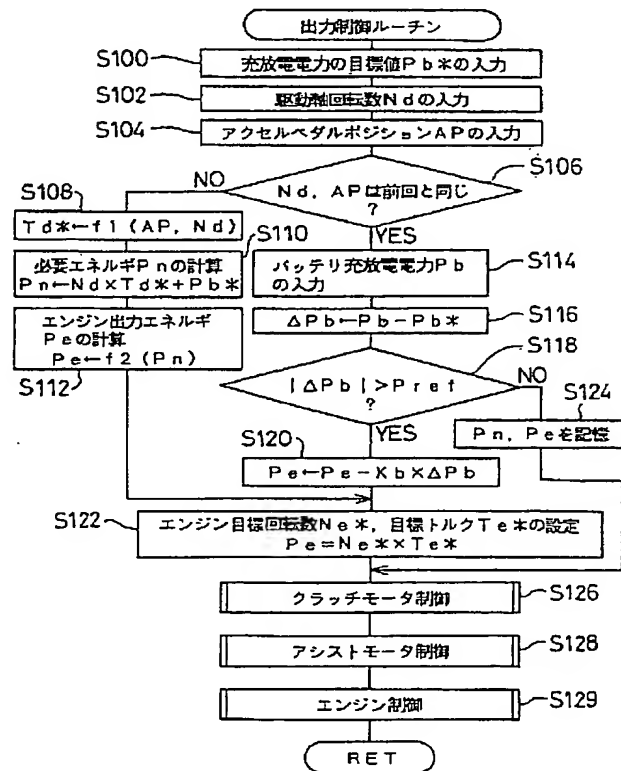 出力制御ルーチン
S100
充放電電力の目標値Pb*の入力
S102
駆動軸回転数Ndの入力
S104
アクセルペダルポジションAPの入力
S106
Nd，APは前回と同じ
?
NO
YES
S108
Td*←f1(AP，Nd)
S110
必要エネルギPnの計算
Pn←Nd×Td*+Pb*
エンジン出力エネルギ
Peの計算
Pe←f2(Pn)
S112
バッテリ充放電電力Pb
の入力
S114
ΔPb←Pb−Pb*
S116
S118
|ΔPb|>Pref
?
NO
YES
S124
Pn，Peを記憶
S120
Pe←Pe−Kb×ΔPb
S122
エンジン目標回転数Ne*，目標トルクTe*の設定
Pe=Ne*×Te*
クラッチモータ制御
S126
アシストモータ制御
S128
エンジン制御
S129
RET